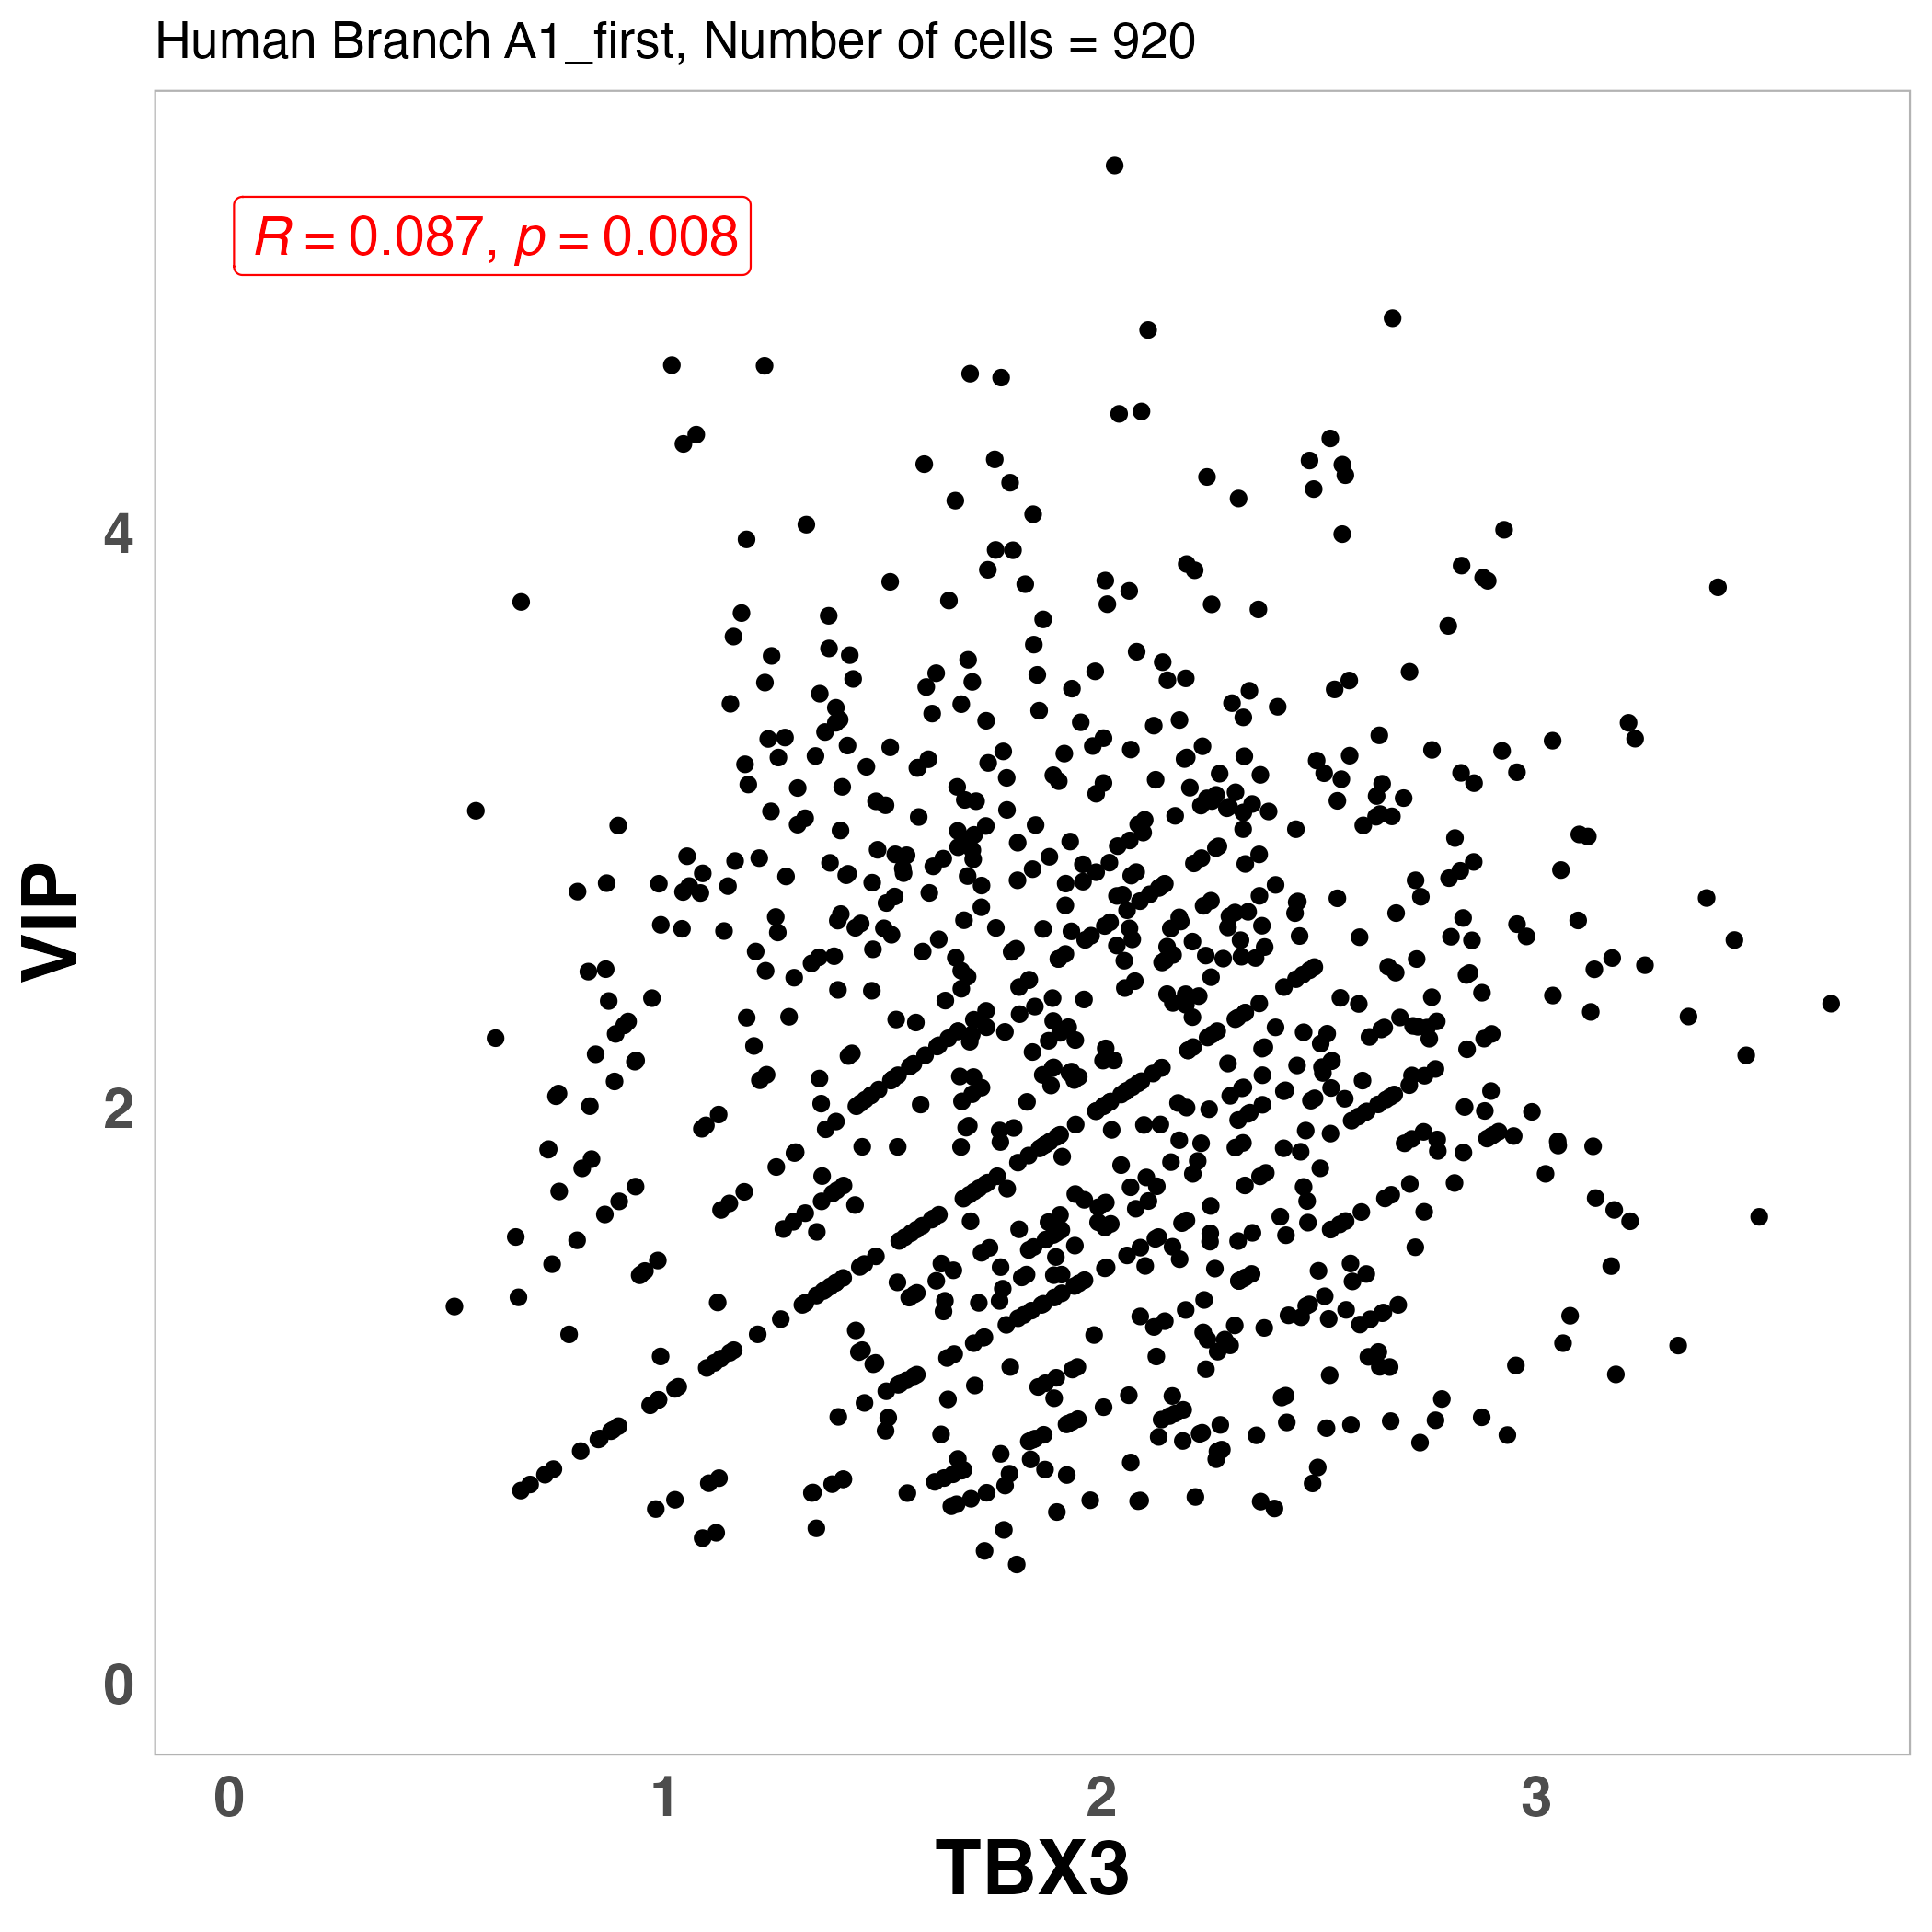 Human Branch A1_first, Number of cells = 920
R = 0.087, p = 0.008
4
2
0
VIP
0 1 2 3
TBX3